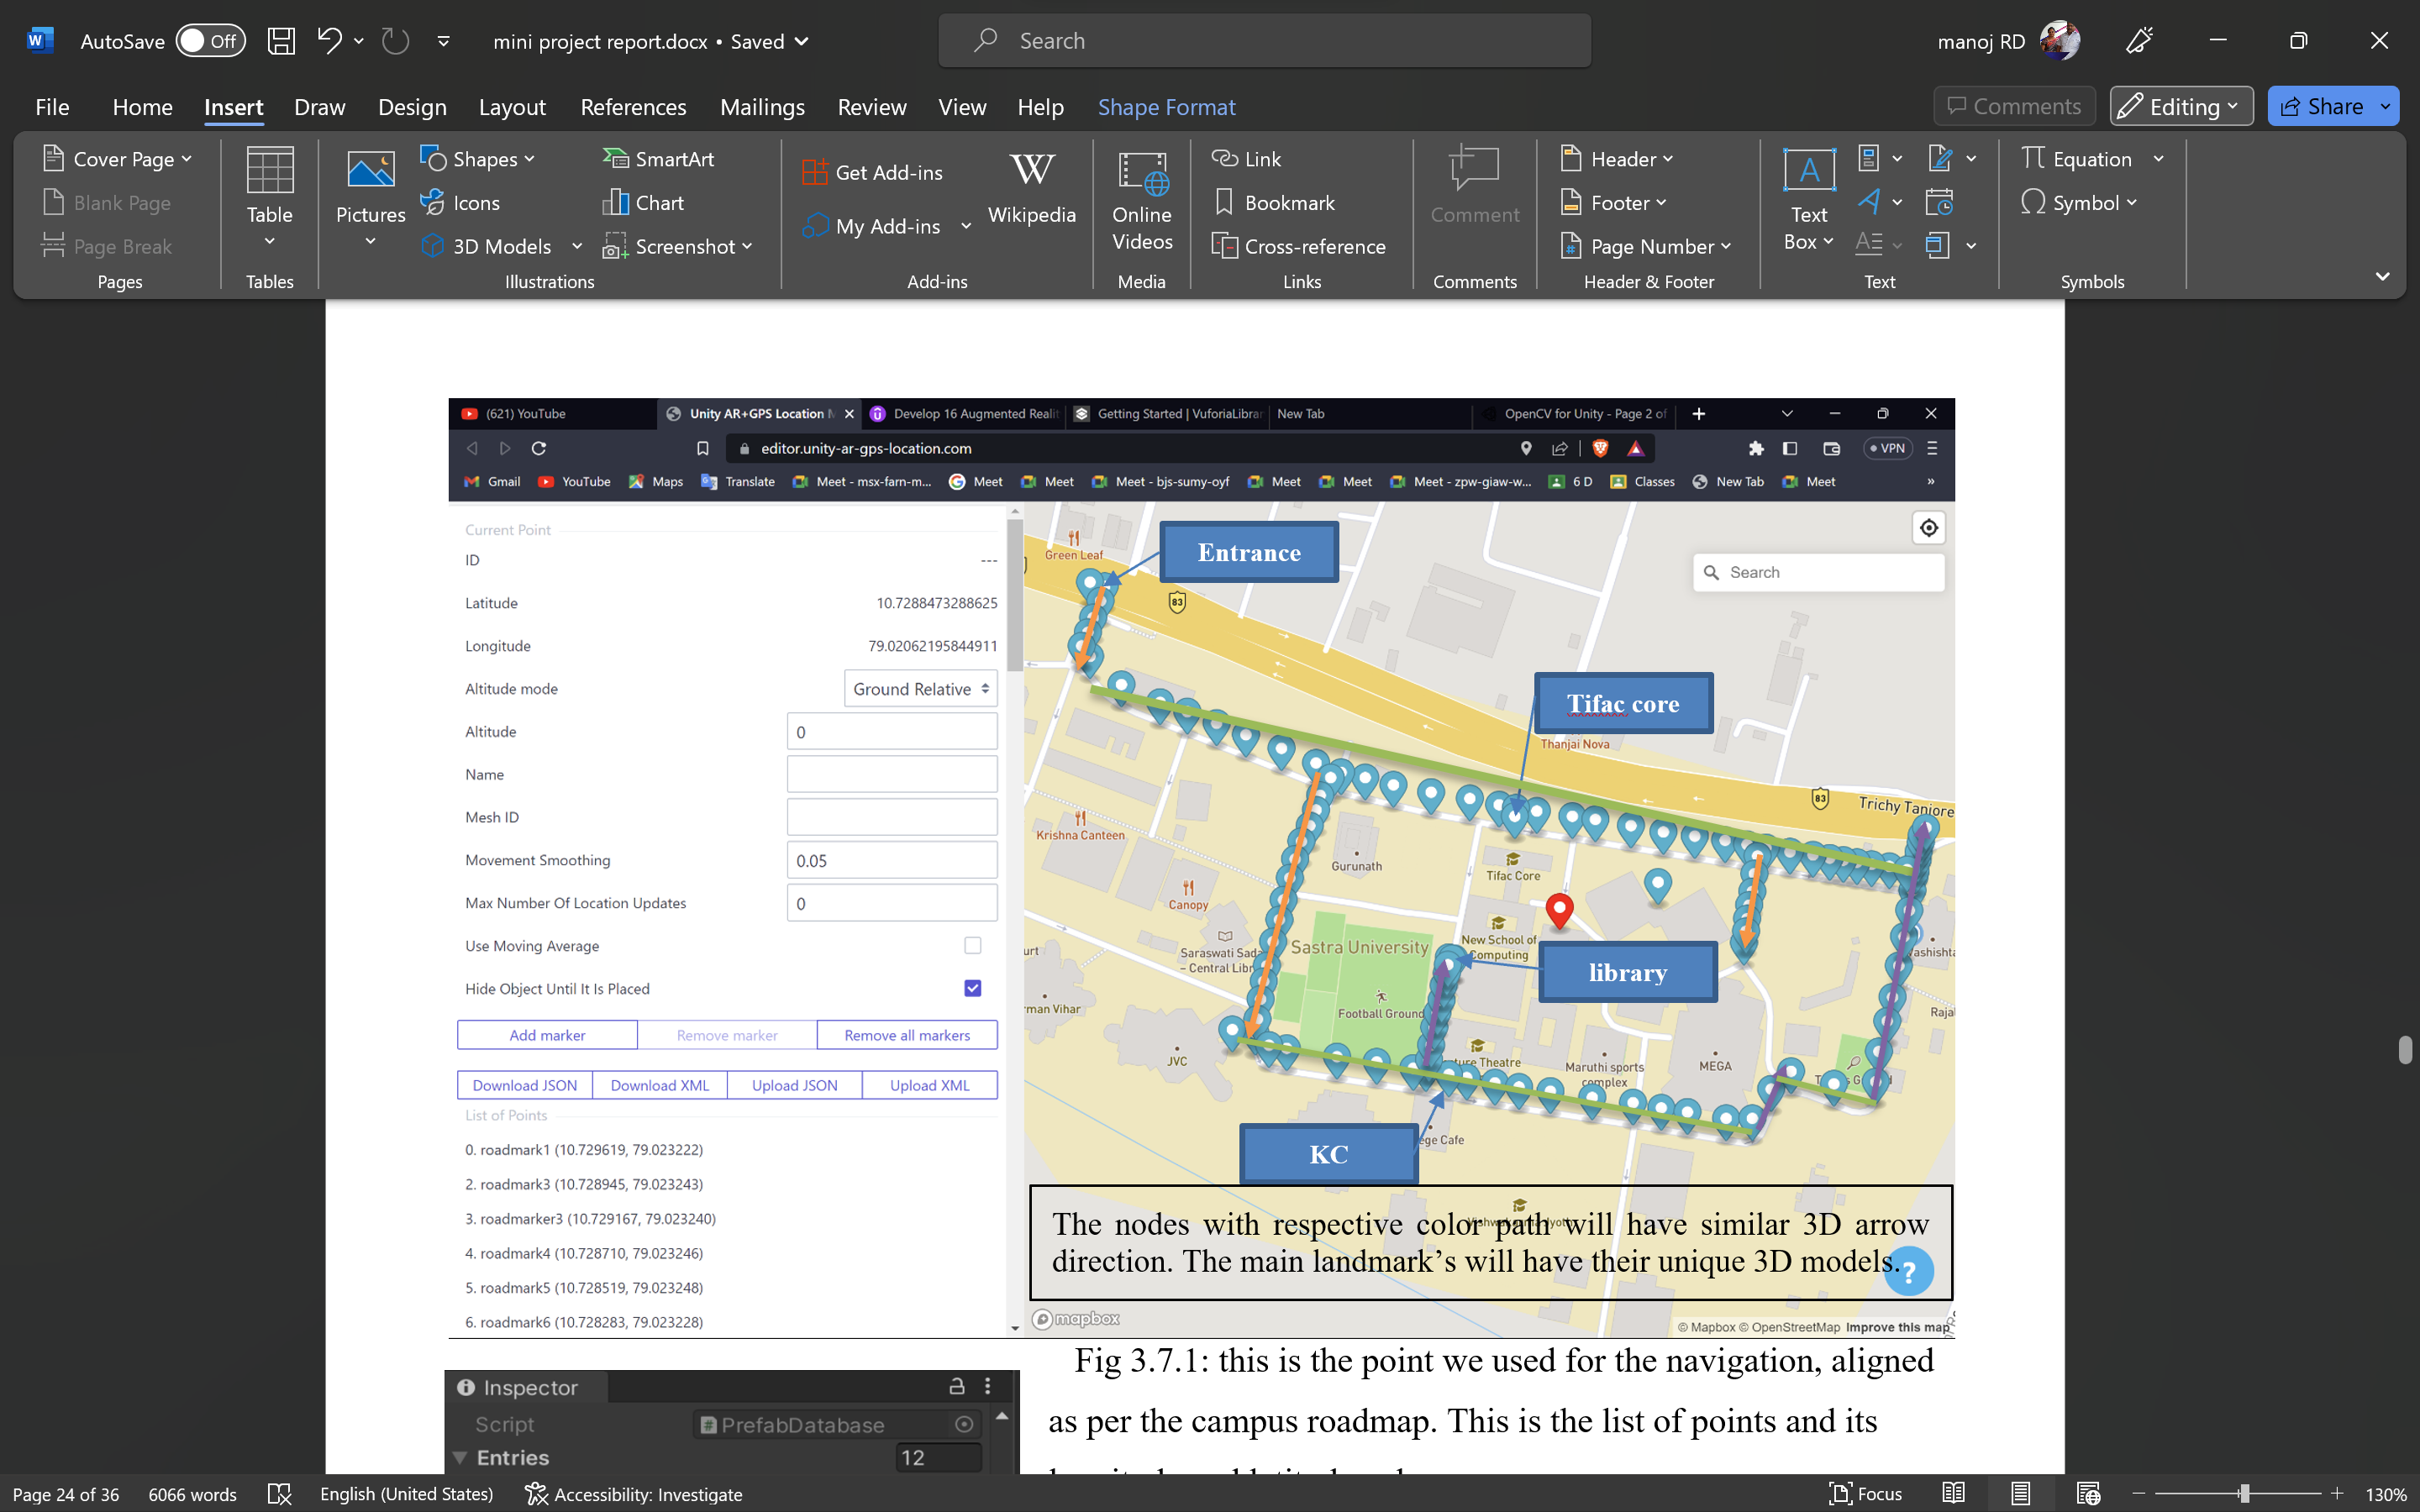 AutoSave Off mini project report.docx • Saved Search manoj RD
File Home Insert Draw Design Layout References Mailings Review View Help Shape Format Comments Editing Share
Cover Page
Blank Page
Page Break
Pages
Table
Tables
Pictures
Shapes
Icons
3D Models
SmartArt
Chart
Screenshot
Illustrations
Get Add-ins
My Add-ins
Wikipedia
Add-ins
Online
Videos
Media
Link
Bookmark
Cross-reference
Links
Comment
Comments
Header
Footer
Page Number
Header & Footer
Text
Box
Text
Equation
Symbol
Symbols
(621) YouTube Unity AR+GPS Location Develop 16 Augmented Realit Getting Started | VuforiaLibrar New Tab OpenCV for Unity - Page 2 of
editor.unity-ar-gps-location.com VPN
Gmail YouTube Maps Translate Meet - msx-farn-m... Meet Meet Meet - bjs-sumy-oyf Meet Meet Meet - zpw-giaw-w... 6 D Classes New Tab Meet »
Current Point
ID ---
Latitude 10.7288473288625
Longitude 79.02062195844911
Altitude mode Ground Relative
Altitude 0
Name
Mesh ID
Movement Smoothing 0.05
Max Number Of Location Updates 0
Use Moving Average
Hide Object Until It Is Placed
Add marker Remove marker Remove all markers
Download JSON Download XML Upload JSON Upload XML
List of Points
0. roadmark1 (10.729619, 79.023222)
2. roadmark3 (10.728945, 79.023243)
3. roadmarker3 (10.729167, 79.023240)
4. roadmark4 (10.728710, 79.023246)
5. roadmark5 (10.728519, 79.023248)
6. roadmark6 (10.728283, 79.023228)
Green Leaf
Entrance
83
Search
Tifac core
Thanjai Nova
83
Trichy Tanjore
Krishna Canteen
Gurunath
Tifac Core
Canopy
New School of
Computing
Sastra University
Saraswati Sad
– Central Libr
library
Football Ground
JVC
Maruthi sports
complex
MEGA
KC
The nodes with respective color path will have similar 3D arrow
direction. The main landmark’s will have their unique 3D models.
?
mapbox
© Mapbox © OpenStreetMap Improve this map
Fig 3.7.1: this is the point we used for the navigation, aligned
as per the campus roadmap. This is the list of points and its
Inspector
Script PrefabDatabase
Entries 12
Page 24 of 36 6066 words English (United States) Accessibility: Investigate Focus 130%